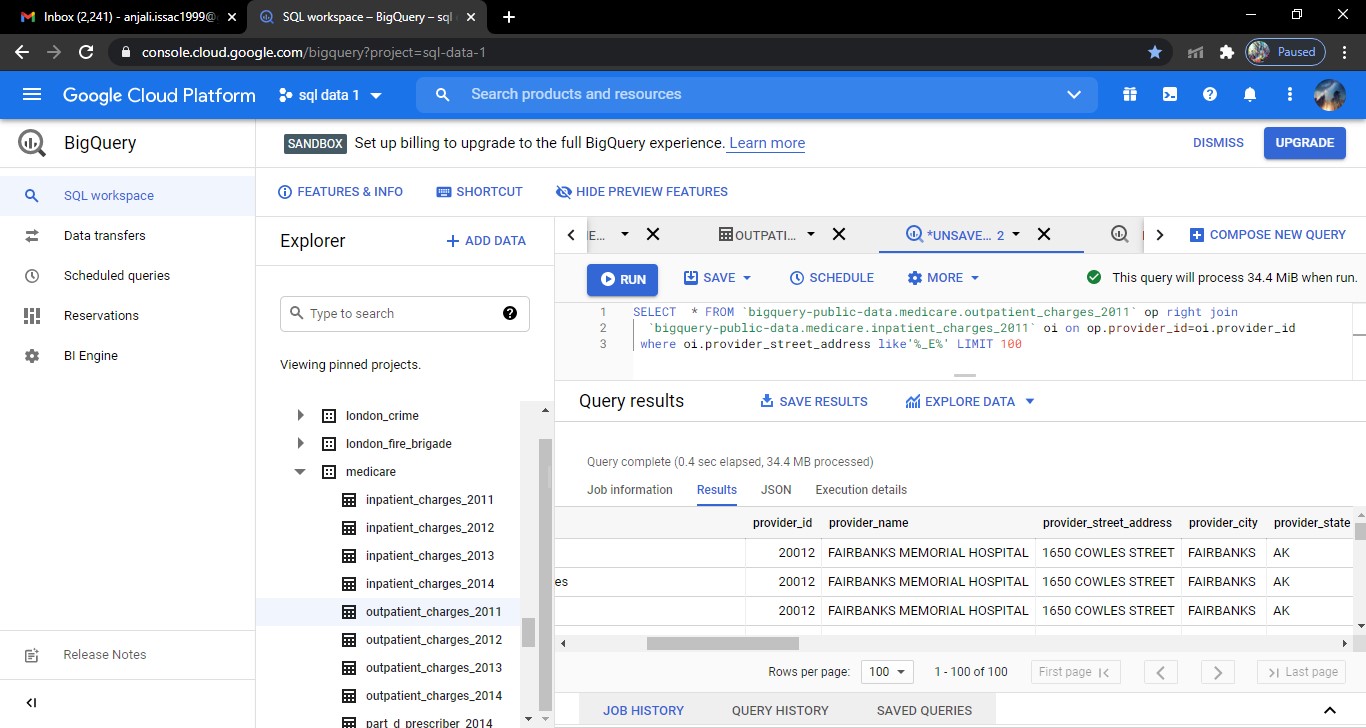 Inbox (2,241) - anjali.issac1999@
SQL workspace – BigQuery – sql
console.cloud.google.com/bigquery?project=sql-data-1
Paused
Google Cloud Platform
sql data 1
Search products and resources
BigQuery
SANDBOX Set up billing to upgrade to the full BigQuery experience. Learn more
DISMISS
UPGRADE
SQL workspace
Data transfers
Scheduled queries
Reservations
BI Engine
Release Notes
FEATURES & INFO
SHORTCUT
HIDE PREVIEW FEATURES
Explorer
ADD DATA
Type to search
Viewing pinned projects.
london_crime
london_fire_brigade
medicare
inpatient_charges_2011
inpatient_charges_2012
inpatient_charges_2013
inpatient_charges_2014
outpatient_charges_2011
outpatient_charges_2012
outpatient_charges_2013
outpatient_charges_2014
part_d_prescriber_2014
E...
OUTPATI...
*UNSAVE... 2
COMPOSE NEW QUERY
RUN
SAVE
SCHEDULE
MORE
This query will process 34.4 MiB when run.
1 SELECT * FROM `bigquery-public-data.medicare.outpatient_charges_2011` op right join
2 `bigquery-public-data.medicare.inpatient_charges_2011` oi on op.provider_id=oi.provider_id
3 where oi.provider_street_address like'%_E%' LIMIT 100
Query results
SAVE RESULTS
EXPLORE DATA
Query complete (0.4 sec elapsed, 34.4 MB processed)
Job information
Results
JSON
Execution details
provider_id provider_name provider_street_address provider_city provider_state
20012 FAIRBANKS MEMORIAL HOSPITAL 1650 COWLES STREET FAIRBANKS AK
es 20012 FAIRBANKS MEMORIAL HOSPITAL 1650 COWLES STREET FAIRBANKS AK
20012 FAIRBANKS MEMORIAL HOSPITAL 1650 COWLES STREET FAIRBANKS AK
Rows per page: 100
1 - 100 of 100
First page
Last page
JOB HISTORY
QUERY HISTORY
SAVED QUERIES